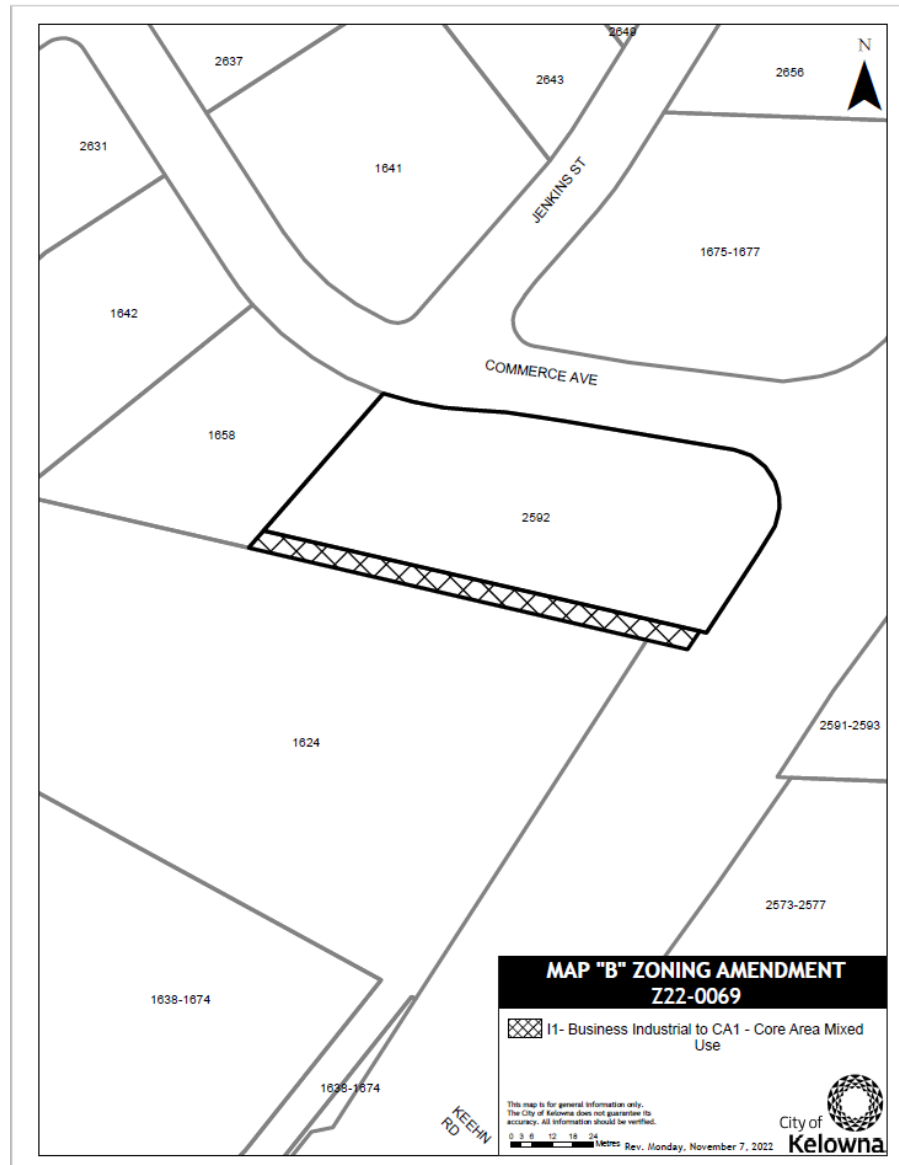 2649
2637
2643
2656
N
2631
1641
JENKINS ST
1675-1677
1642
COMMERCE AVE
1658
2592
2591-2593
1624
2573-2577
1638-1674
1638-1674
KEEHN
RD
MAP "B" ZONING AMENDMENT
Z22-0069
I1- Business Industrial to CA1 - Core Area Mixed
Use
This map is for general information only.
The City of Kelowna does not guarantee its
accuracy. All information should be verified.
0 3 6 12 18 24
Metres Rev. Monday, November 7, 2022
City of
Kelowna